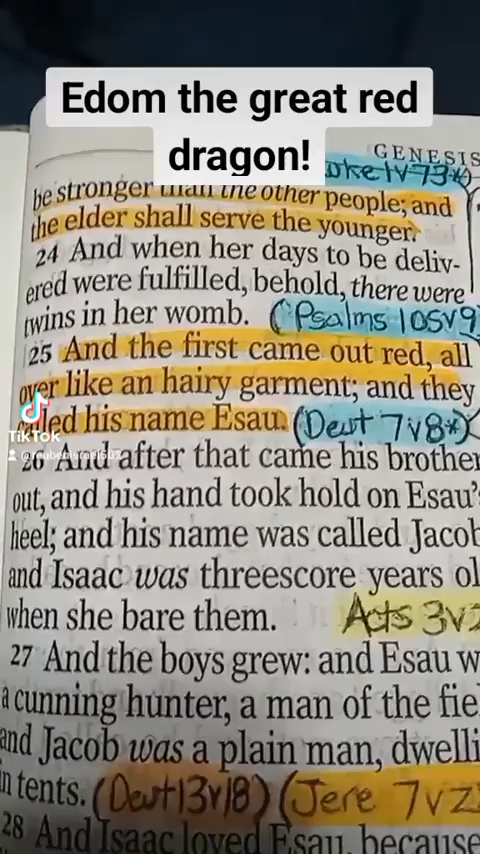 Edom the great red
dragon!
GENESIS
be stronger than the other people; and
the elder shall serve the younger.
24 And when her days to be deliv-
ered were fulfilled, behold, there were
twins in her womb. (Psalms 105v9
25 And the first came out red, all
over like an hairy garment; and they
called his name Esau. (Deut 7v8*)
TikTok
26 And after that came his brother
out, and his hand took hold on Esau's
heel; and his name was called Jacob
and Isaac was threescore years ol
when she bare them. Acts 3v
27 And the boys grew: and Esau w
a cunning hunter, a man of the fie
and Jacob was a plain man, dwelli
in tents. (Deut 13v18) (Jere 7v2
28 And Isaac loved Esau, because